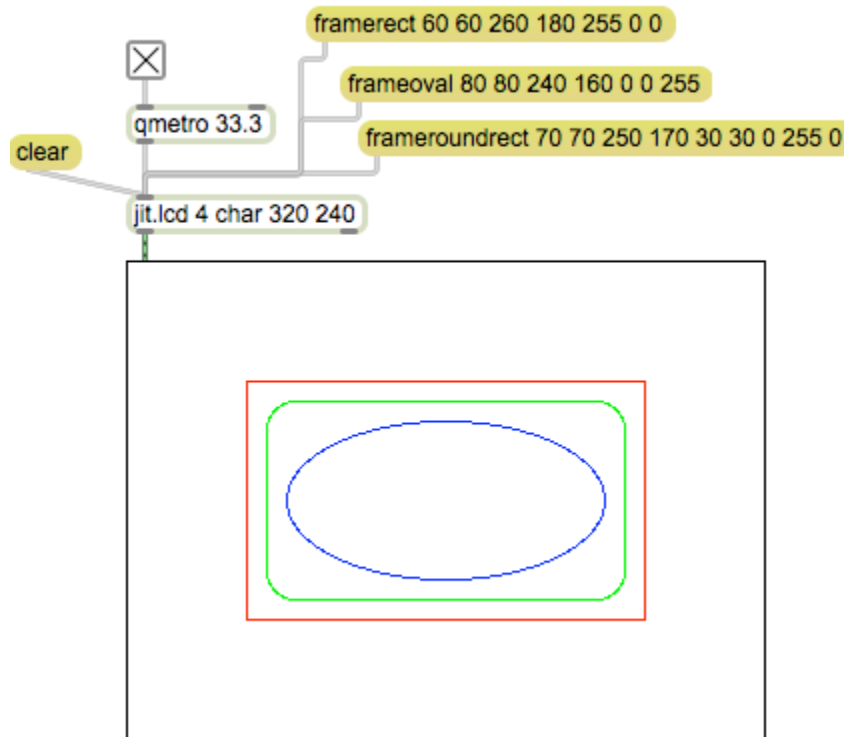 framerect 60 60 260 180 255 0 0
frameoval 80 80 240 160 0 0 255
qmetro 33.3
frameroundrect 70 70 250 170 30 30 0 255 0
clear
jit.lcd 4 char 320 240